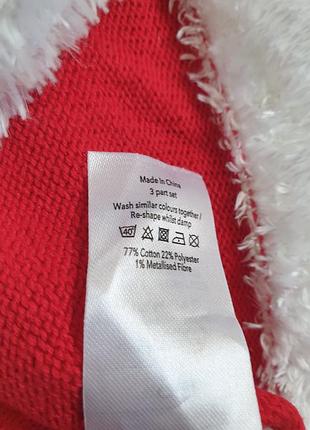 Made In China
3 part set
Wash similar colours together /
Re-shape whilst damp
40
77% Cotton 22% Polyester
1% Metallised Fibre